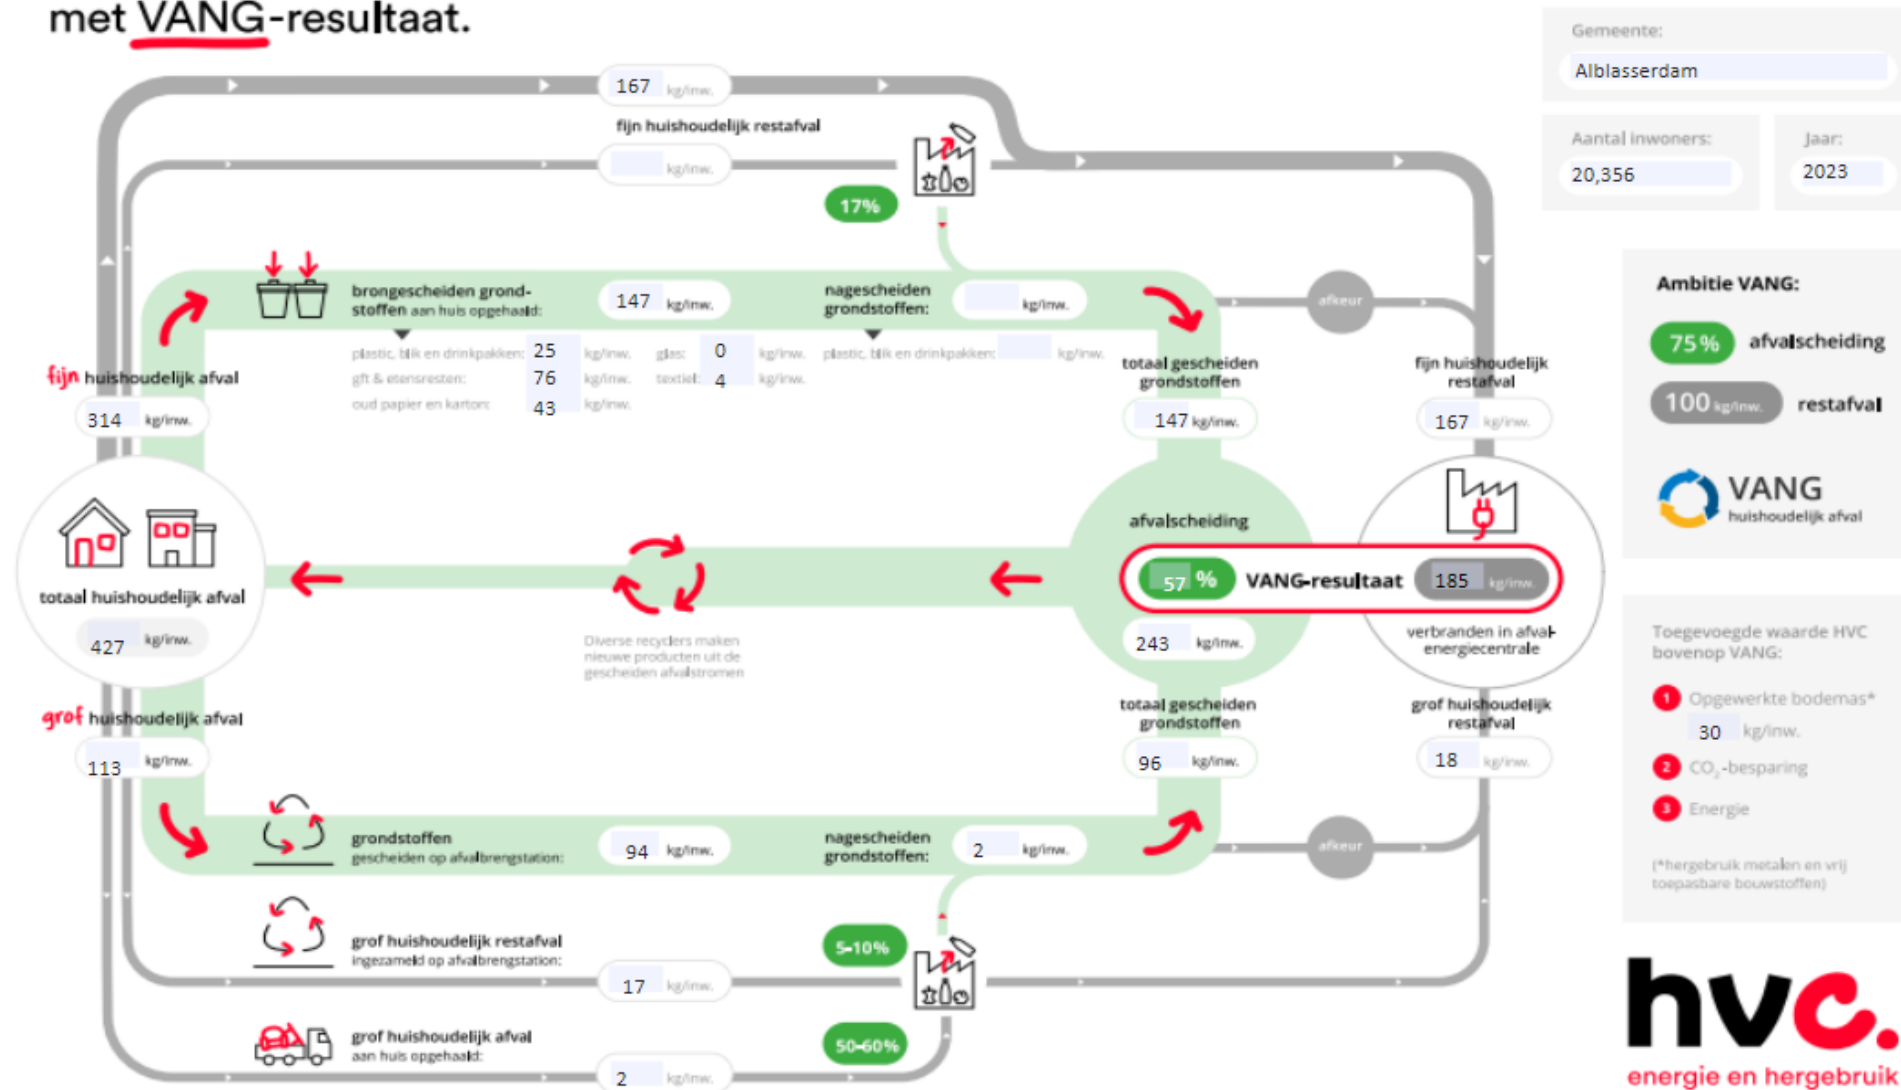 met VANG-resultaat.
Gemeente:
Alblasserdam
Aantal inwoners:
20,356
Jaar:
2023
167 kg/inw.
fijn huishoudelijk restafval
kg/inw.
17%
brongescheiden grond-
stoffen aan huis opgehaald:
147 kg/inw.
nagescheiden
grondstoffen:
kg/inw.
afkeur
plastic, blik en drinkpakken: 25 kg/inw.
glas: 0 kg/inw.
gft & etensresten: 76 kg/inw.
textiel: 4 kg/inw.
oud papier en karton: 43 kg/inw.
plastic, blik en drinkpakken: kg/inw.
fijn huishoudelijk afval
314 kg/inw.
totaal gescheiden
grondstoffen
147 kg/inw.
fijn huishoudelijk
restafval
167 kg/inw.
Ambitie VANG:
75% afvalscheiding
100 kg/inw. restafval
VANG
huishoudelijk afval
totaal huishoudelijk afval
427 kg/inw.
Diverse recyclers maken
nieuwe producten uit de
gescheiden afvalstromen
afvalscheiding
57 % VANG-resultaat 185 kg/inw.
243 kg/inw.
verbranden in afval-
energiecentrale
grof huishoudelijk afval
113 kg/inw.
totaal gescheiden
grondstoffen
96 kg/inw.
grof huishoudelijk
restafval
18 kg/inw.
Toegevoegde waarde HVC
bovenop VANG:
1 Opgewerkte bodemas*
30 kg/inw.
2 CO2-besparing
3 Energie
(*hergebruik metalen en vrij
toepasbare bouwstoffen)
grondstoffen
gescheiden op afvalbrengstation:
94 kg/inw.
nagescheiden
grondstoffen:
2 kg/inw.
afkeur
grof huishoudelijk restafval
ingezameld op afvalbrengstation:
17 kg/inw.
5-10%
grof huishoudelijk afval
aan huis opgehaald:
2 kg/inw.
50-60%
hvc.
energie en hergebruik